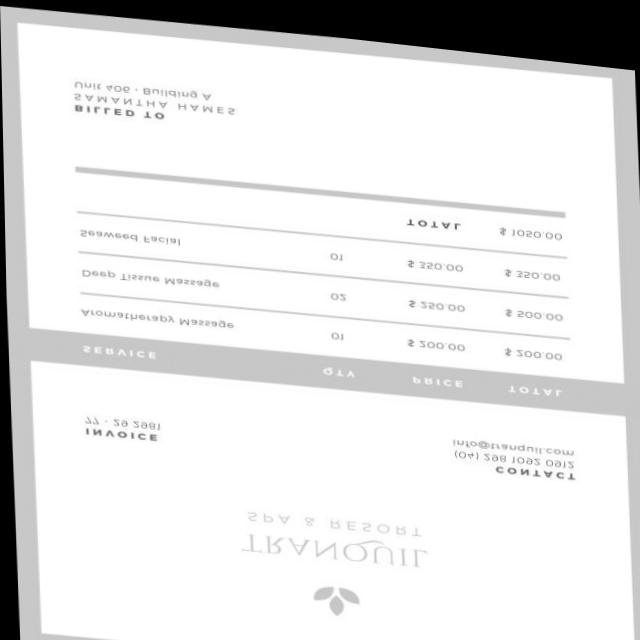 TRANQUIL
SPA & RESORT
INVOICE
77 - 29 2981
CONTACT
(04) 298 1092 0912
info@tranquil.com
SERVICE QTY PRICE TOTAL
Aromatherapy Massage 01 $ 200.00 $ 200.00
Deep Tissue Massage 02 $ 250.00 $ 500.00
Seaweed Facial 01 $ 350.00 $ 350.00
TOTAL $ 1050.00
BILLED TO
SAMANTHA HAMES
Unit 406 - Building A